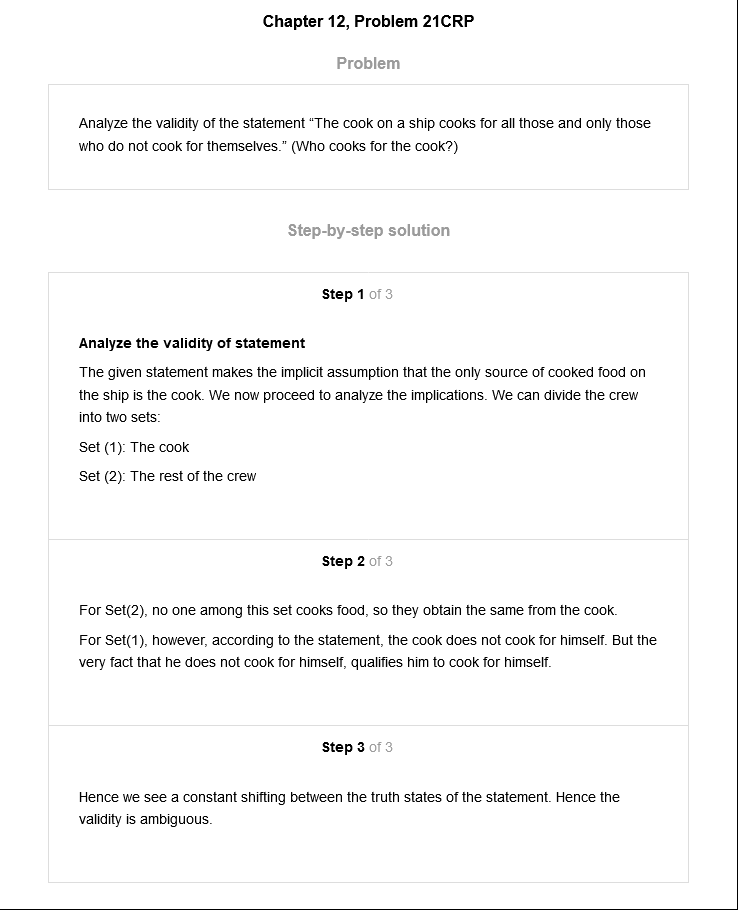 Chapter 12, Problem 21CRP
Problem
Analyze the validity of the statement “The cook on a ship cooks for all those and only those
who do not cook for themselves.” (Who cooks for the cook?)
Step-by-step solution
Step 1 of 3
Analyze the validity of statement
The given statement makes the implicit assumption that the only source of cooked food on
the ship is the cook. We now proceed to analyze the implications. We can divide the crew
into two sets:
Set (1): The cook
Set (2): The rest of the crew
Step 2 of 3
For Set(2), no one among this set cooks food, so they obtain the same from the cook.
For Set(1), however, according to the statement, the cook does not cook for himself. But the
very fact that he does not cook for himself, qualifies him to cook for himself.
Step 3 of 3
Hence we see a constant shifting between the truth states of the statement. Hence the
validity is ambiguous.